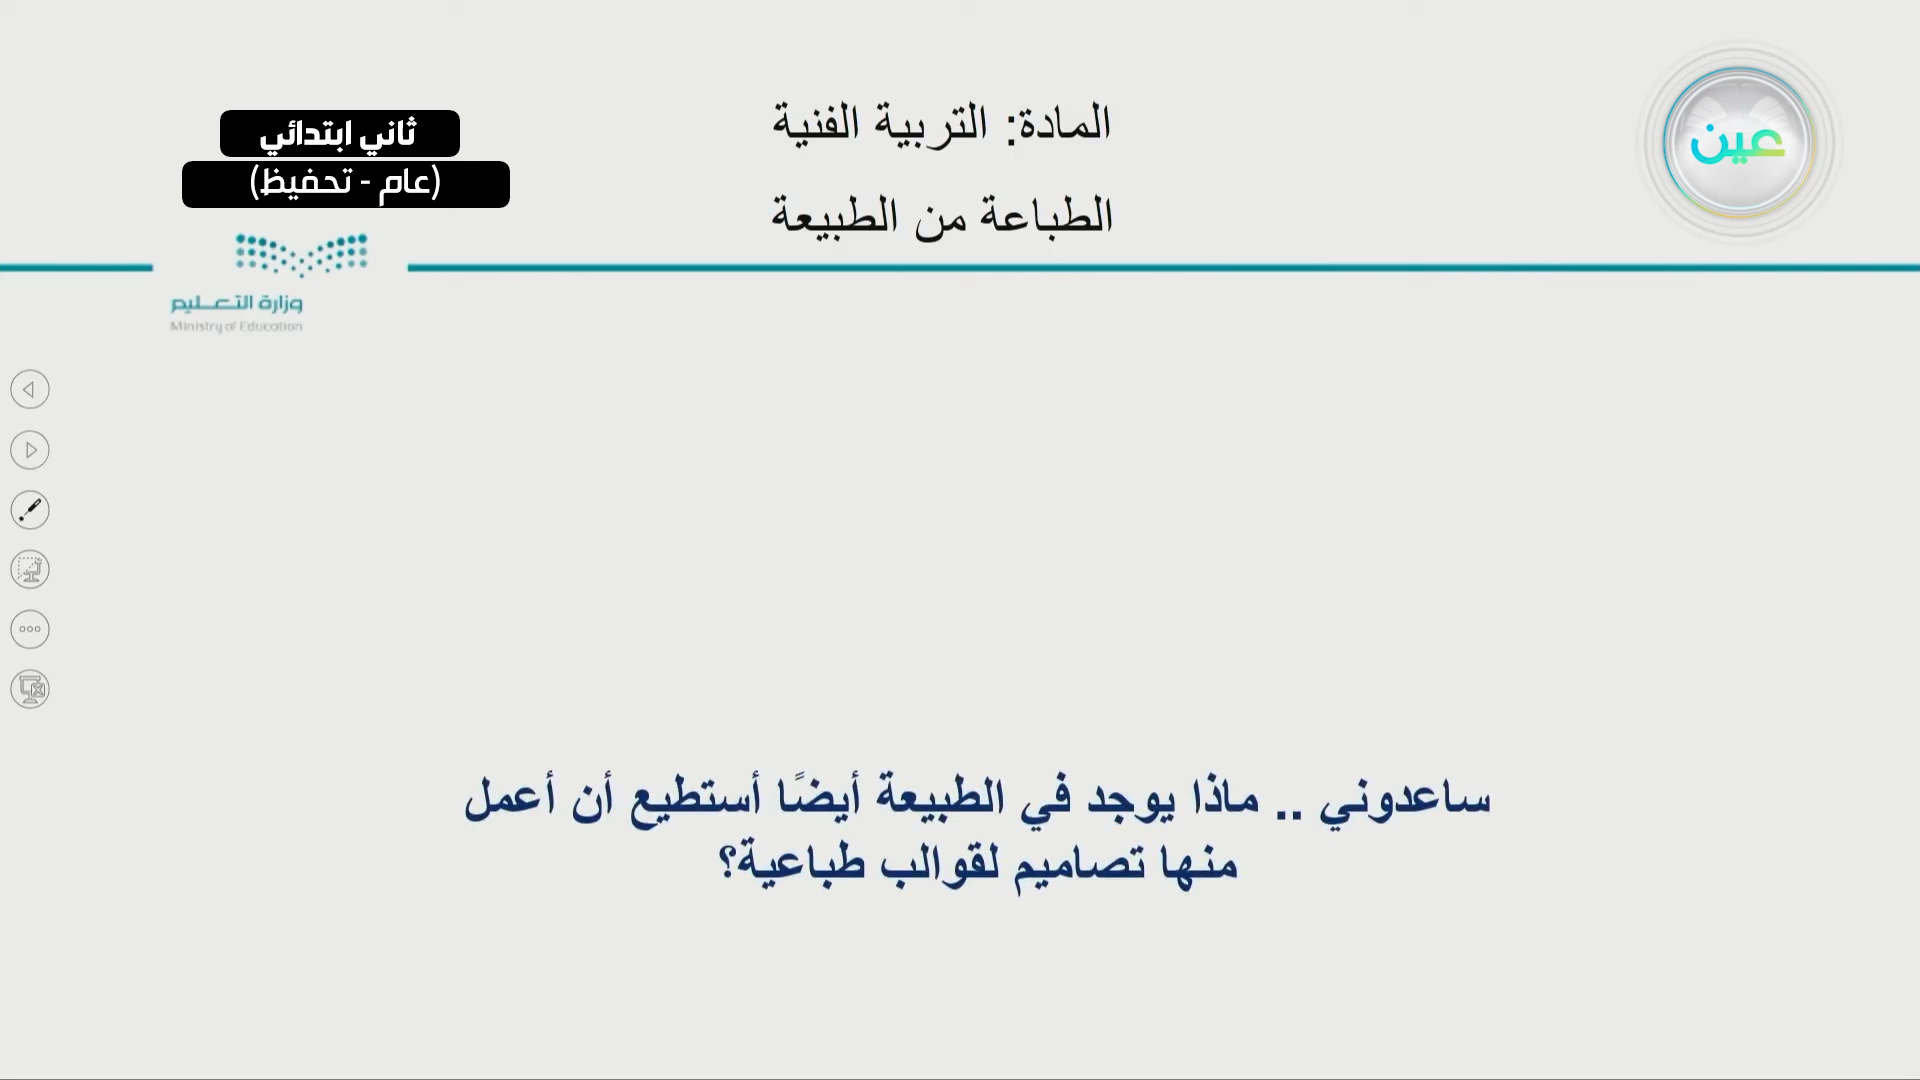 المادة: التربية الفنية
الطباعة من الطبيعة
ثاني ابتدائي
(عام - تحفيظ)
عين
وزارة التعليم
Ministry of Education
ساعدوني .. ماذا يوجد في الطبيعة أيضًا أستطيع أن أعمل
منها تصاميم لقوالب طباعية؟